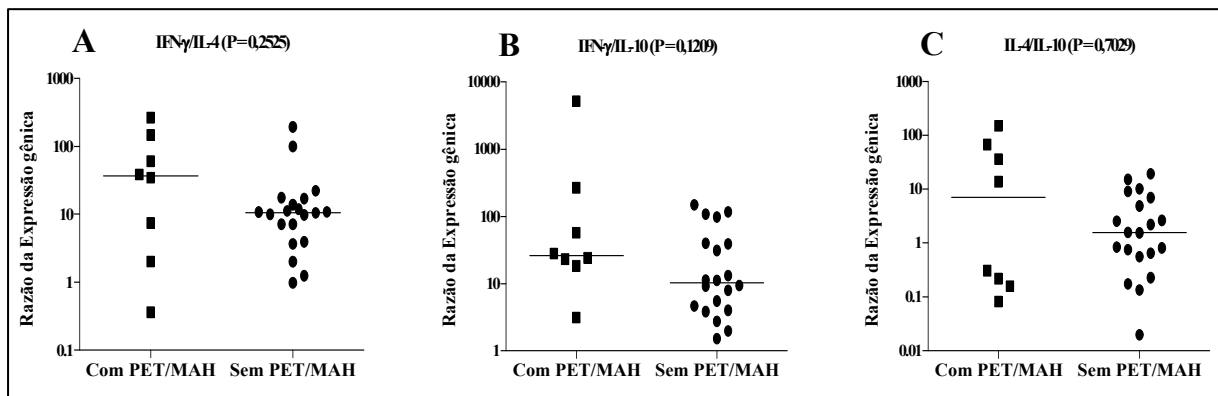 A
IFN-γ/IL-4 (P=0,2525)
Razão da Expressão gênica
1000
100
10
1
0.1
Com PET/MAH Sem PET/MAH
B
IFN-γ/IL-10 (P=0,1209)
Razão da Expressão gênica
10000
1000
100
10
1
Com PET/MAH Sem PET/MAH
C
IL-4/IL-10 (P=0,7029)
Razão da Expressão gênica
1000
100
10
1
0.1
0.01
Com PET/MAH Sem PET/MAH